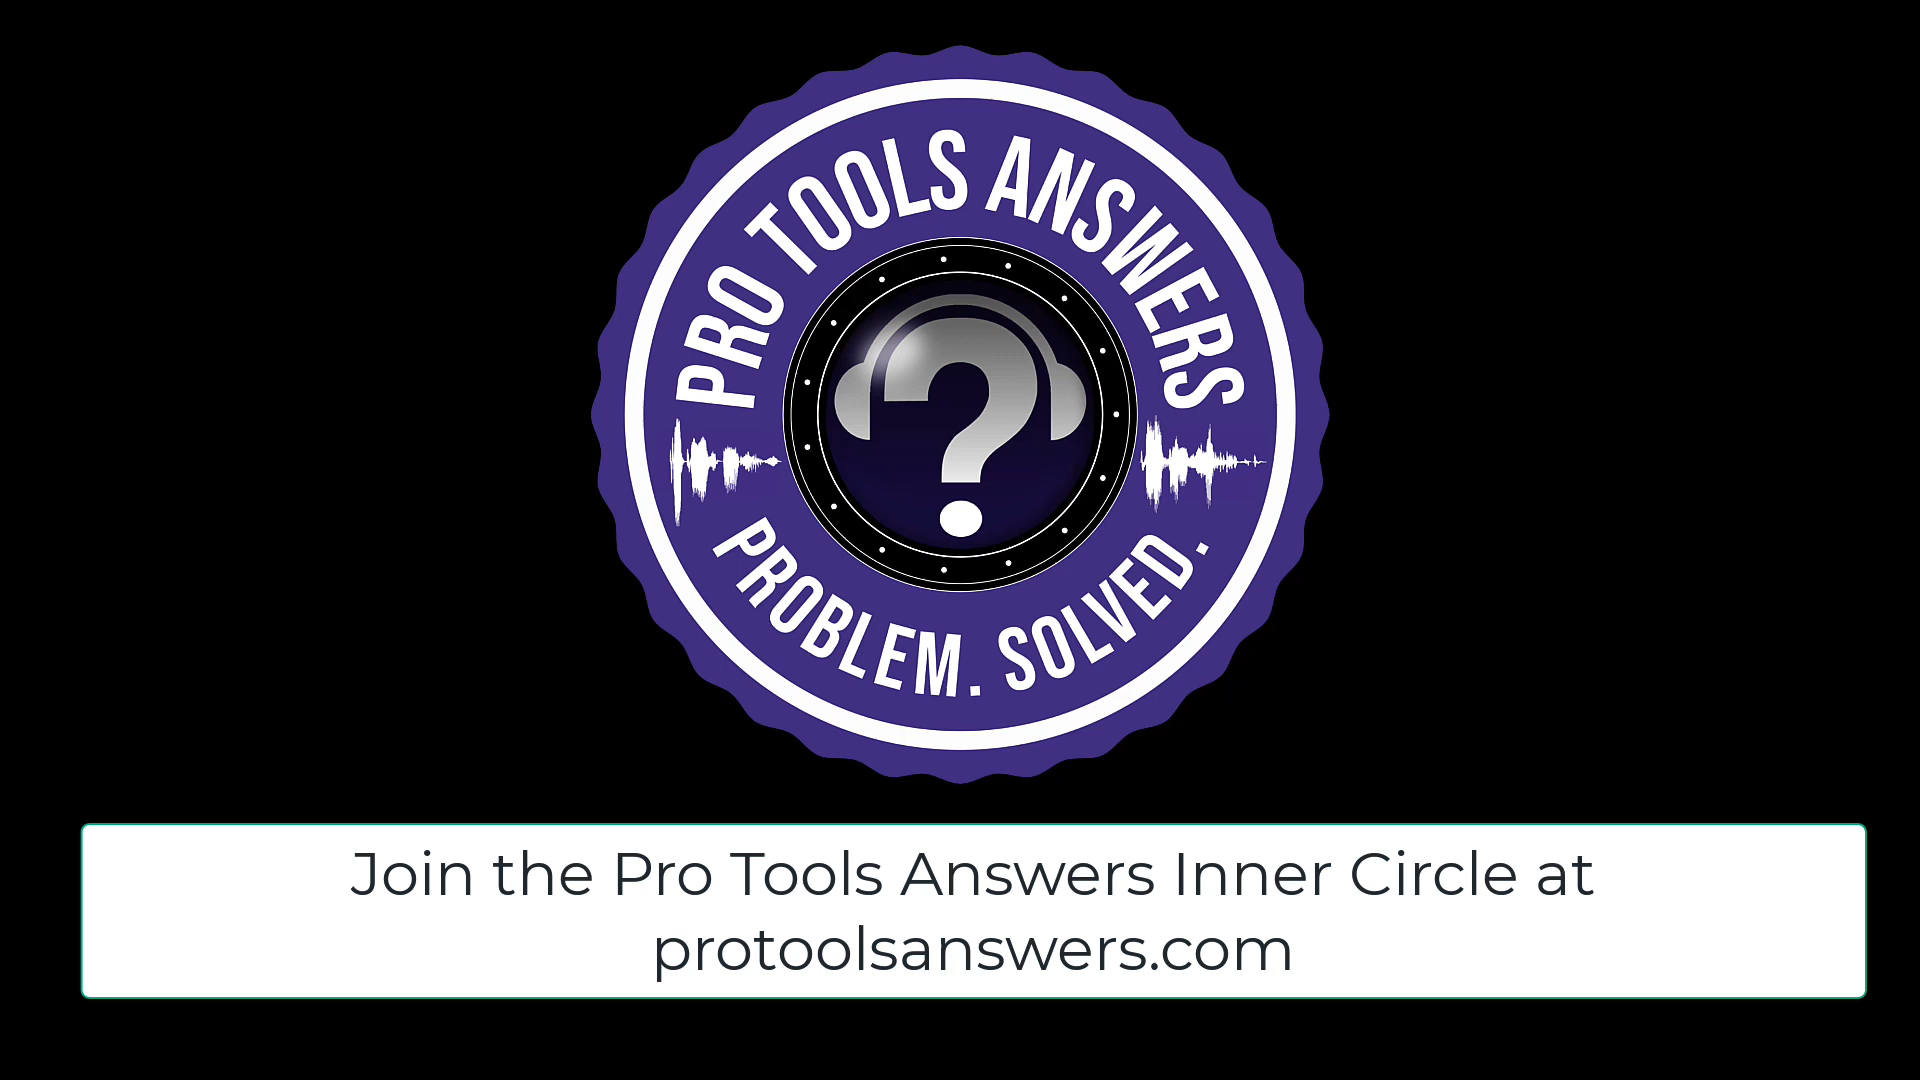 PRO TOOLS ANSWERS
?
PROBLEM. SOLVED.
Join the Pro Tools Answers Inner Circle at
protoolsanswers.com